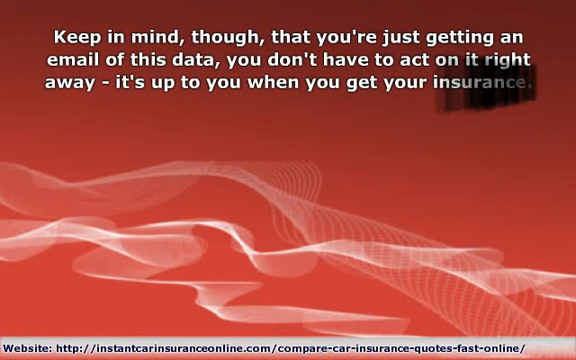 Keep in mind, though, that you're just getting an
email of this data, you don't have to act on it right
away - it's up to you when you get your insurance.
Website: http://instantcarinsuranceonline.com/compare-car-insurance-quotes-fast-online/